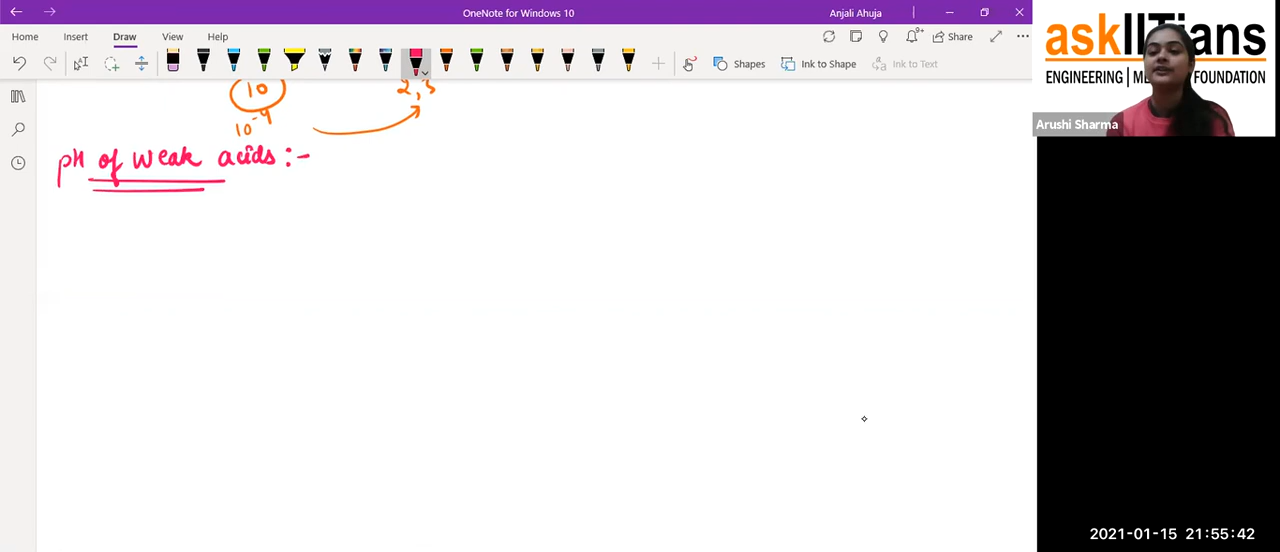 OneNote for Windows 10
Anjali Ahuja
Home Insert Draw View Help
Share
Shapes Ink to Shape Ink to Text
askIITians
ENGINEERING | ME FOUNDATION
Arushi Sharma
10
2, 3
10-9
pH of weak acids :-
2021-01-15 21:55:42